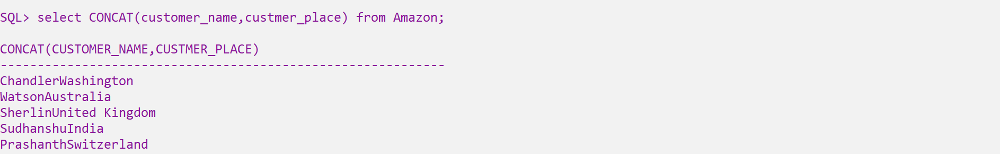 SQL> select CONCAT(customer_name,custmer_place) from Amazon;
CONCAT(CUSTOMER_NAME,CUSTMER_PLACE)
------------------------------------------------------------
ChandlerWashington
WatsonAustralia
SherlinUnited Kingdom
SudhanshuIndia
PrashanthSwitzerland